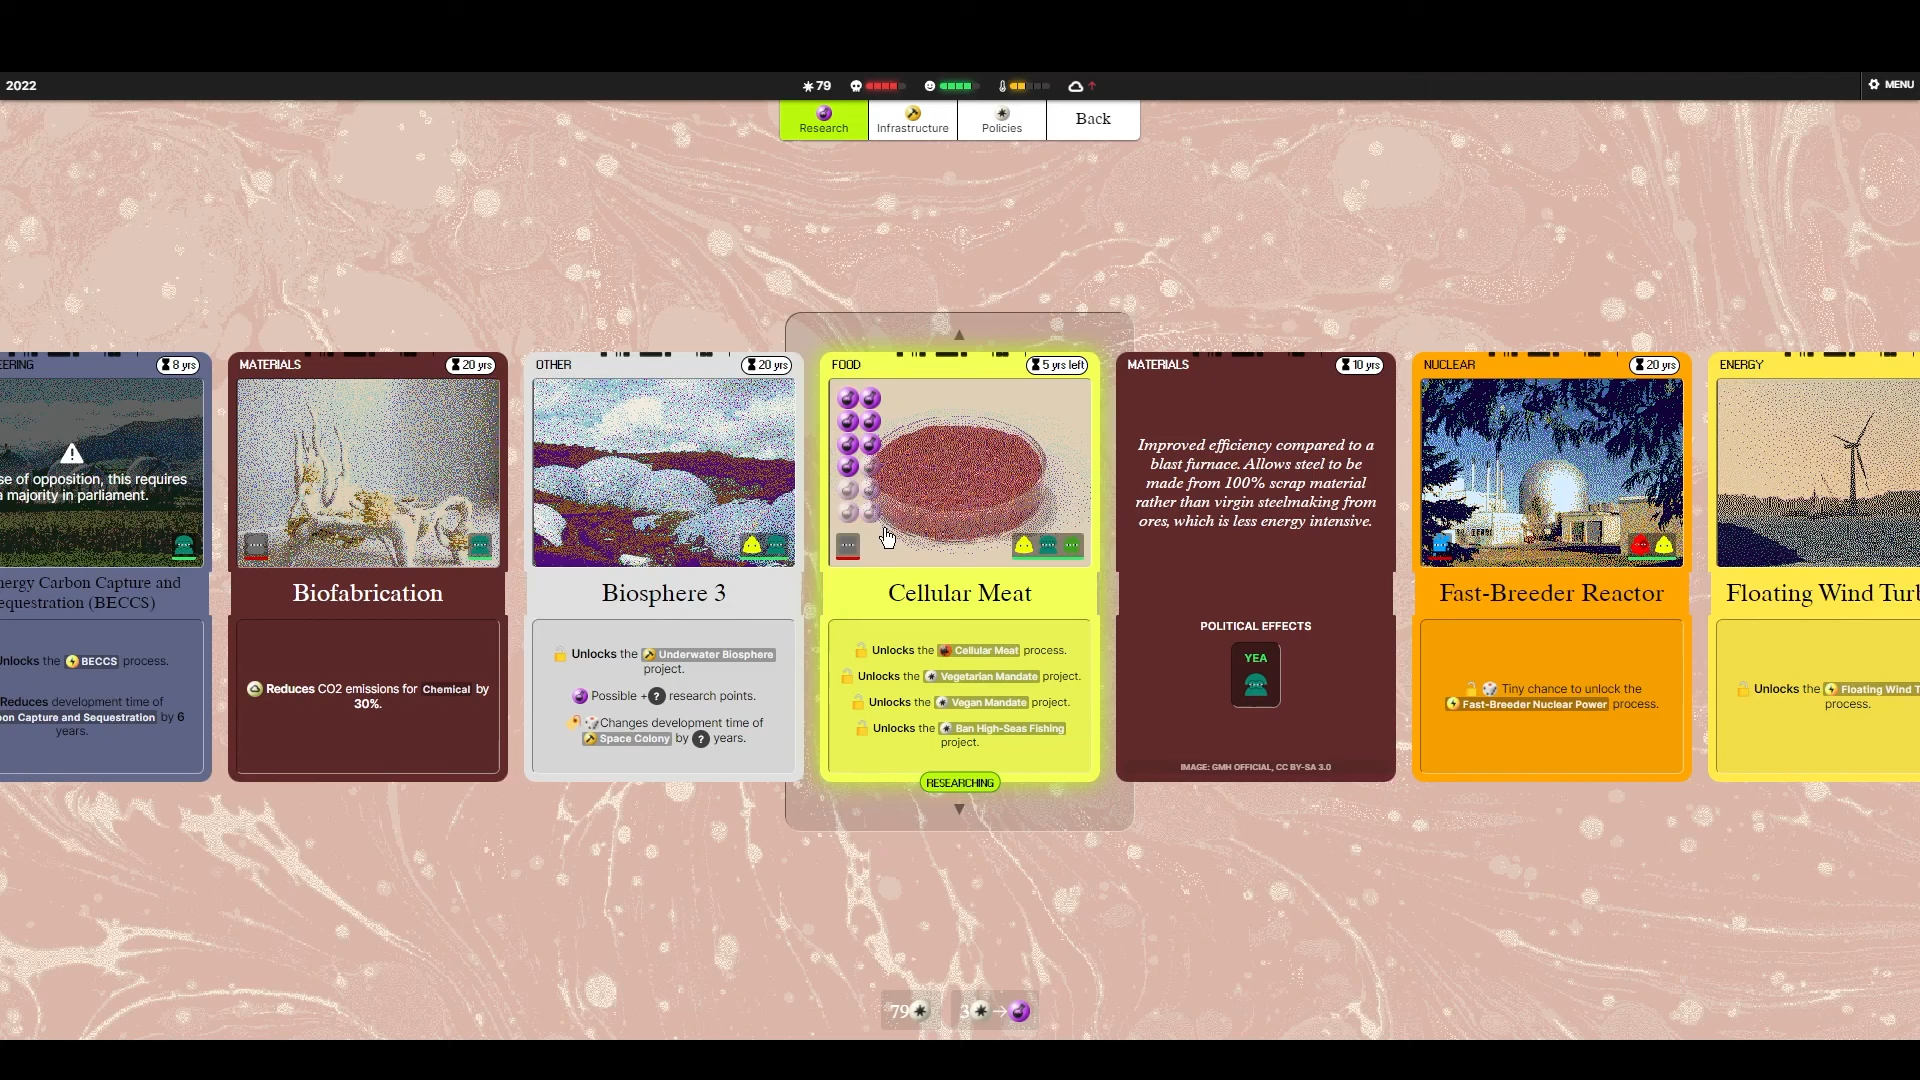 2022
79
MENU
Research
Infrastructure
Policies
Back
EERING
8 yrs
se of opposition, this requires
a majority in parliament.
nergy Carbon Capture and
equestration (BECCS)
Unlocks the BECCS process.
Reduces development time of
on Capture and Sequestration by 6
years.
MATERIALS
20 yrs
Biofabrication
Reduces CO2 emissions for Chemical by
30%.
OTHER
20 yrs
Biosphere 3
Unlocks the Underwater Biosphere
project.
Possible +? research points.
Changes development time of
Space Colony by ? years.
FOOD
5 yrs left
Cellular Meat
Unlocks the Cellular Meat process.
Unlocks the Vegetarian Mandate project.
Unlocks the Vegan Mandate project.
Unlocks the Ban High-Seas Fishing
project.
RESEARCHING
MATERIALS
10 yrs
Improved efficiency compared to a
blast furnace. Allows steel to be
made from 100% scrap material
rather than virgin steelmaking from
ores, which is less energy intensive.
POLITICAL EFFECTS
YEA
IMAGE: GMH OFFICIAL, CC BY-SA 3.0
NUCLEAR
20 yrs
Fast-Breeder Reactor
Tiny chance to unlock the
Fast-Breeder Nuclear Power process.
ENERGY
Floating Wind Turb
Unlocks the Floating Wind T
process.
79
3